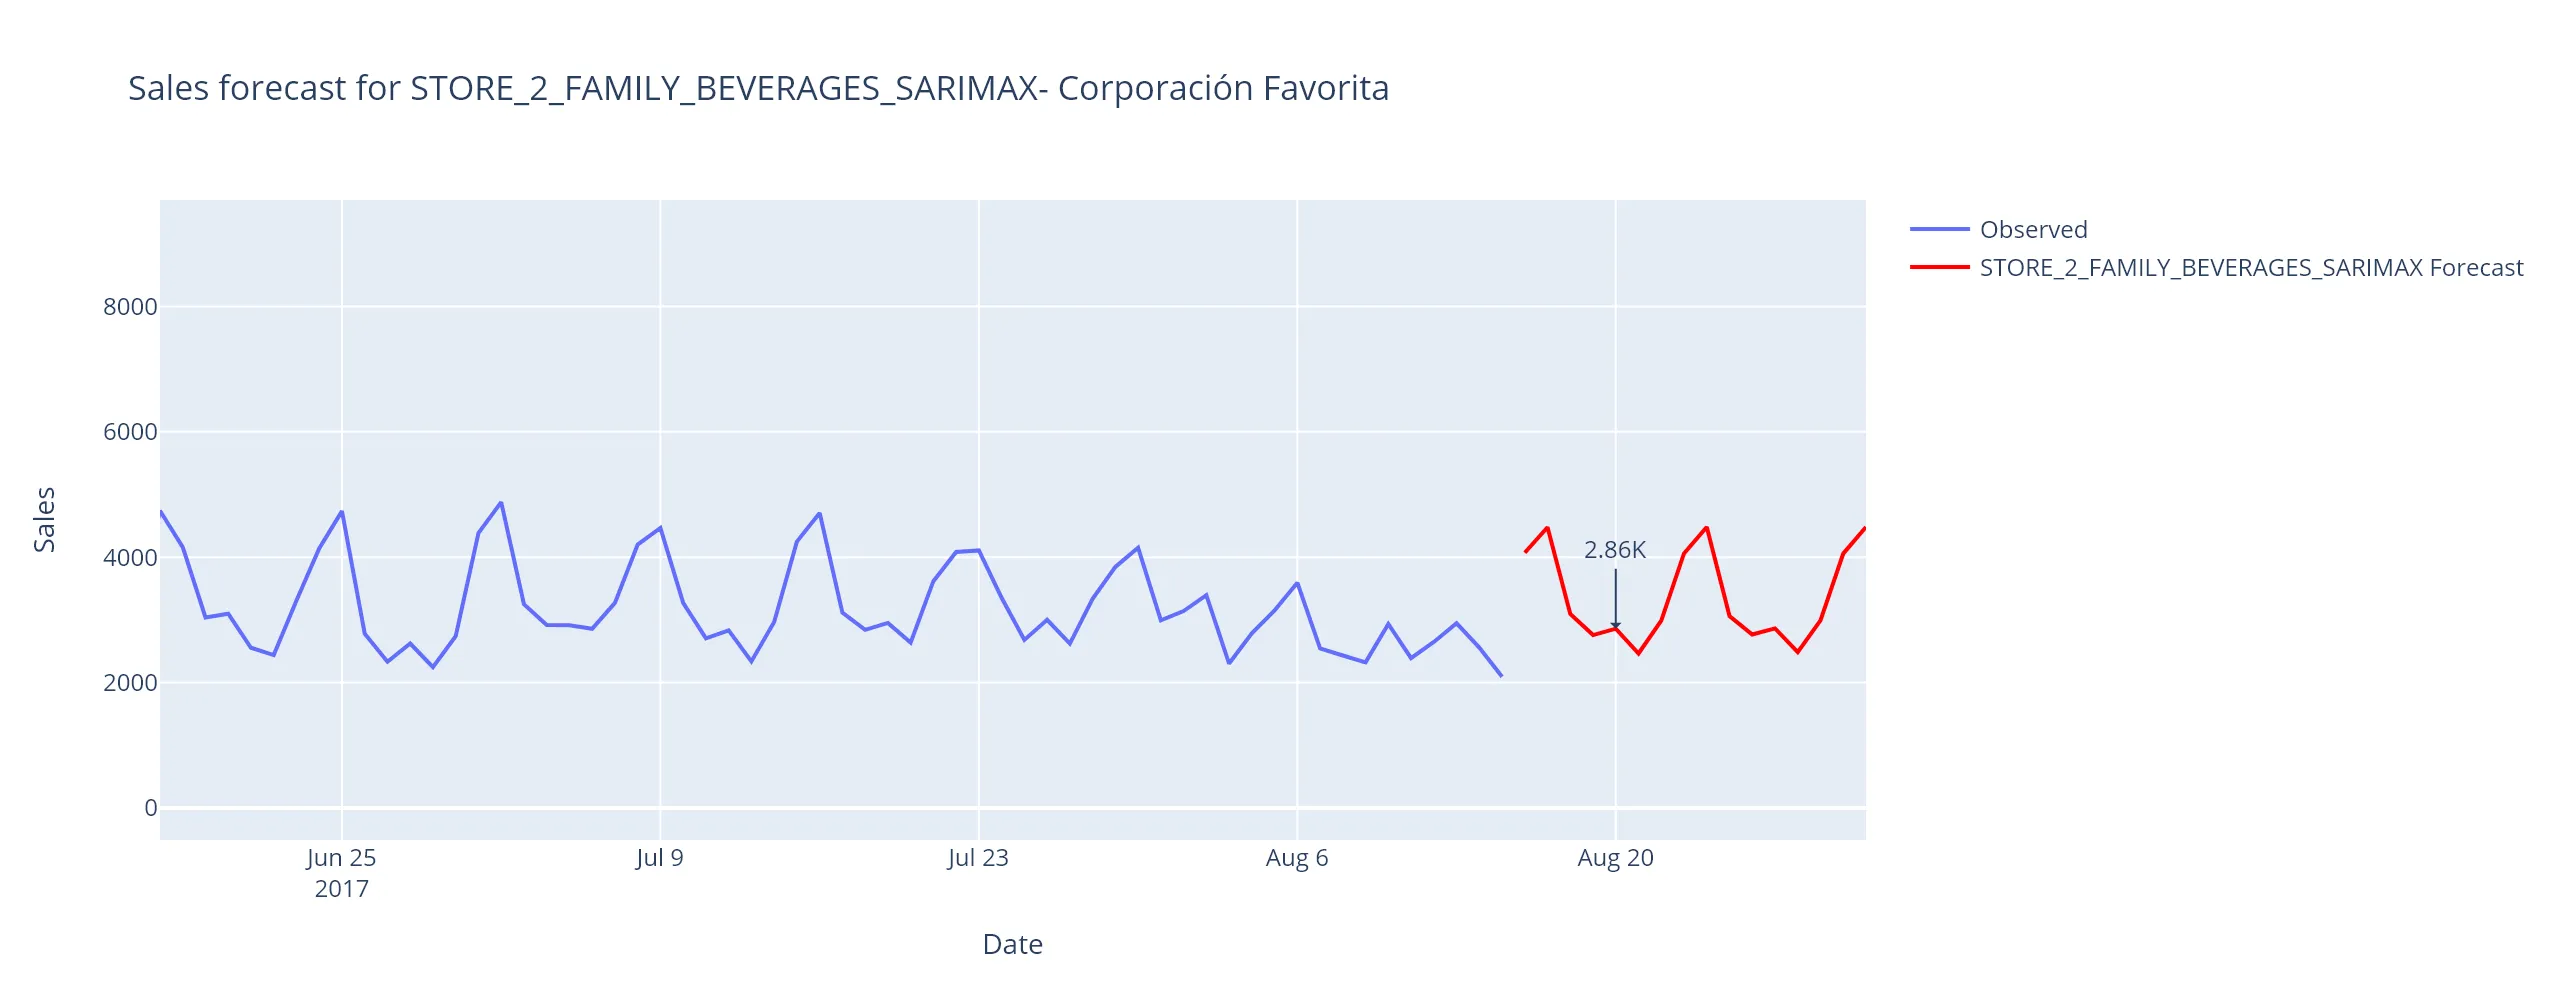 Sales forecast for STORE_2_FAMILY_BEVERAGES_SARIMAX- Corporación Favorita
Observed
STORE_2_FAMILY_BEVERAGES_SARIMAX Forecast
8000
6000
4000
2000
0
Sales
2.86K
Jun 25
2017
Jul 9
Jul 23
Aug 6
Aug 20
Date